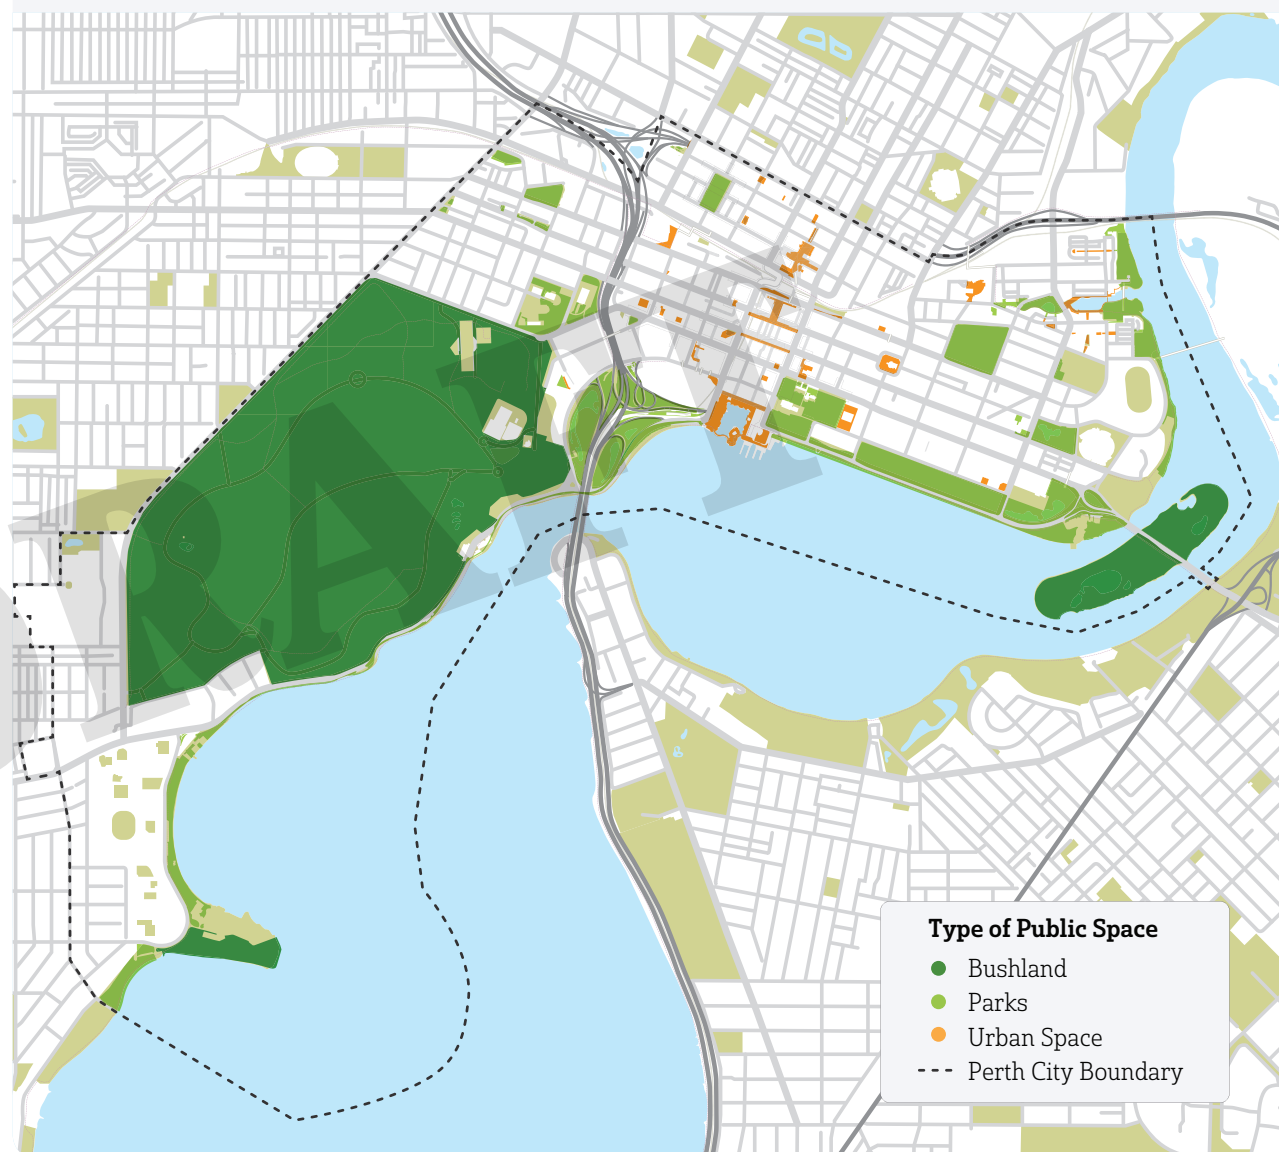 Type of Public Space
Bushland
Parks
Urban Space
Perth City Boundary